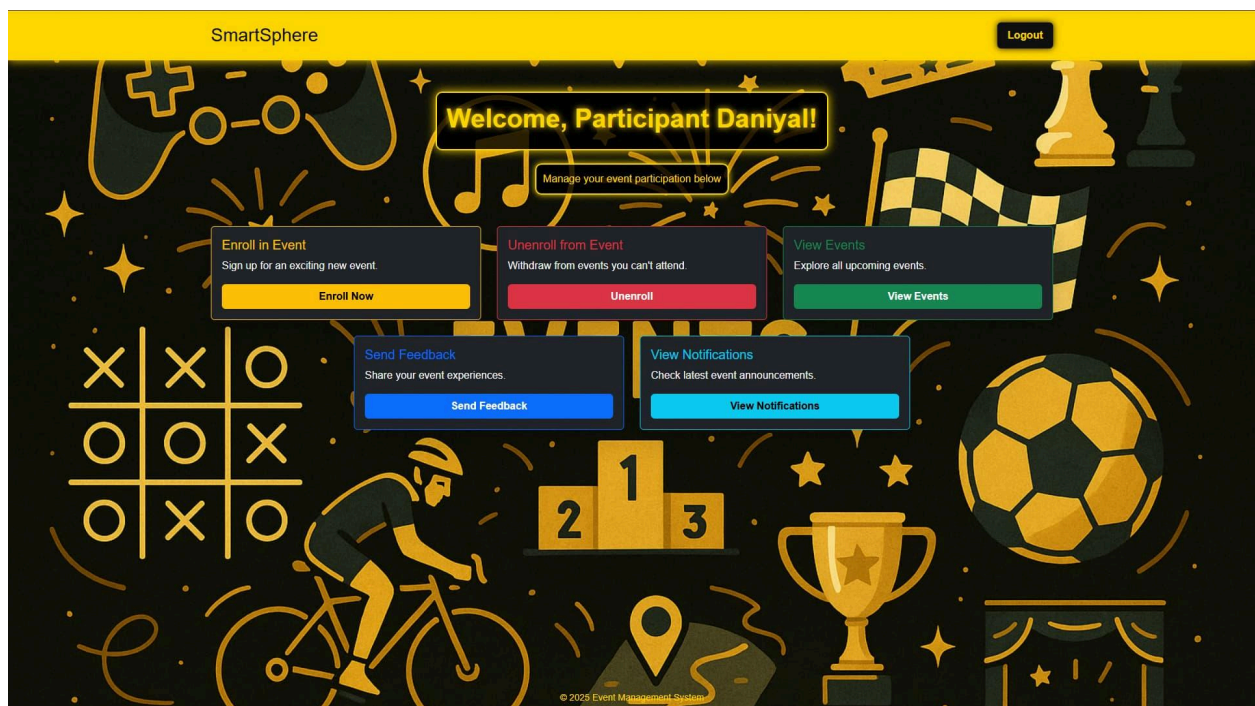 SmartSphere
Logout
Welcome, Participant Daniyal!
Manage your event participation below
Enroll in Event
Sign up for an exciting new event.
Enroll Now
Unenroll from Event
Withdraw from events you can't attend.
Unenroll
View Events
Explore all upcoming events.
View Events
Send Feedback
Share your event experiences.
Send Feedback
View Notifications
Check latest event announcements.
View Notifications
1
2
3
© 2025 Event Management System